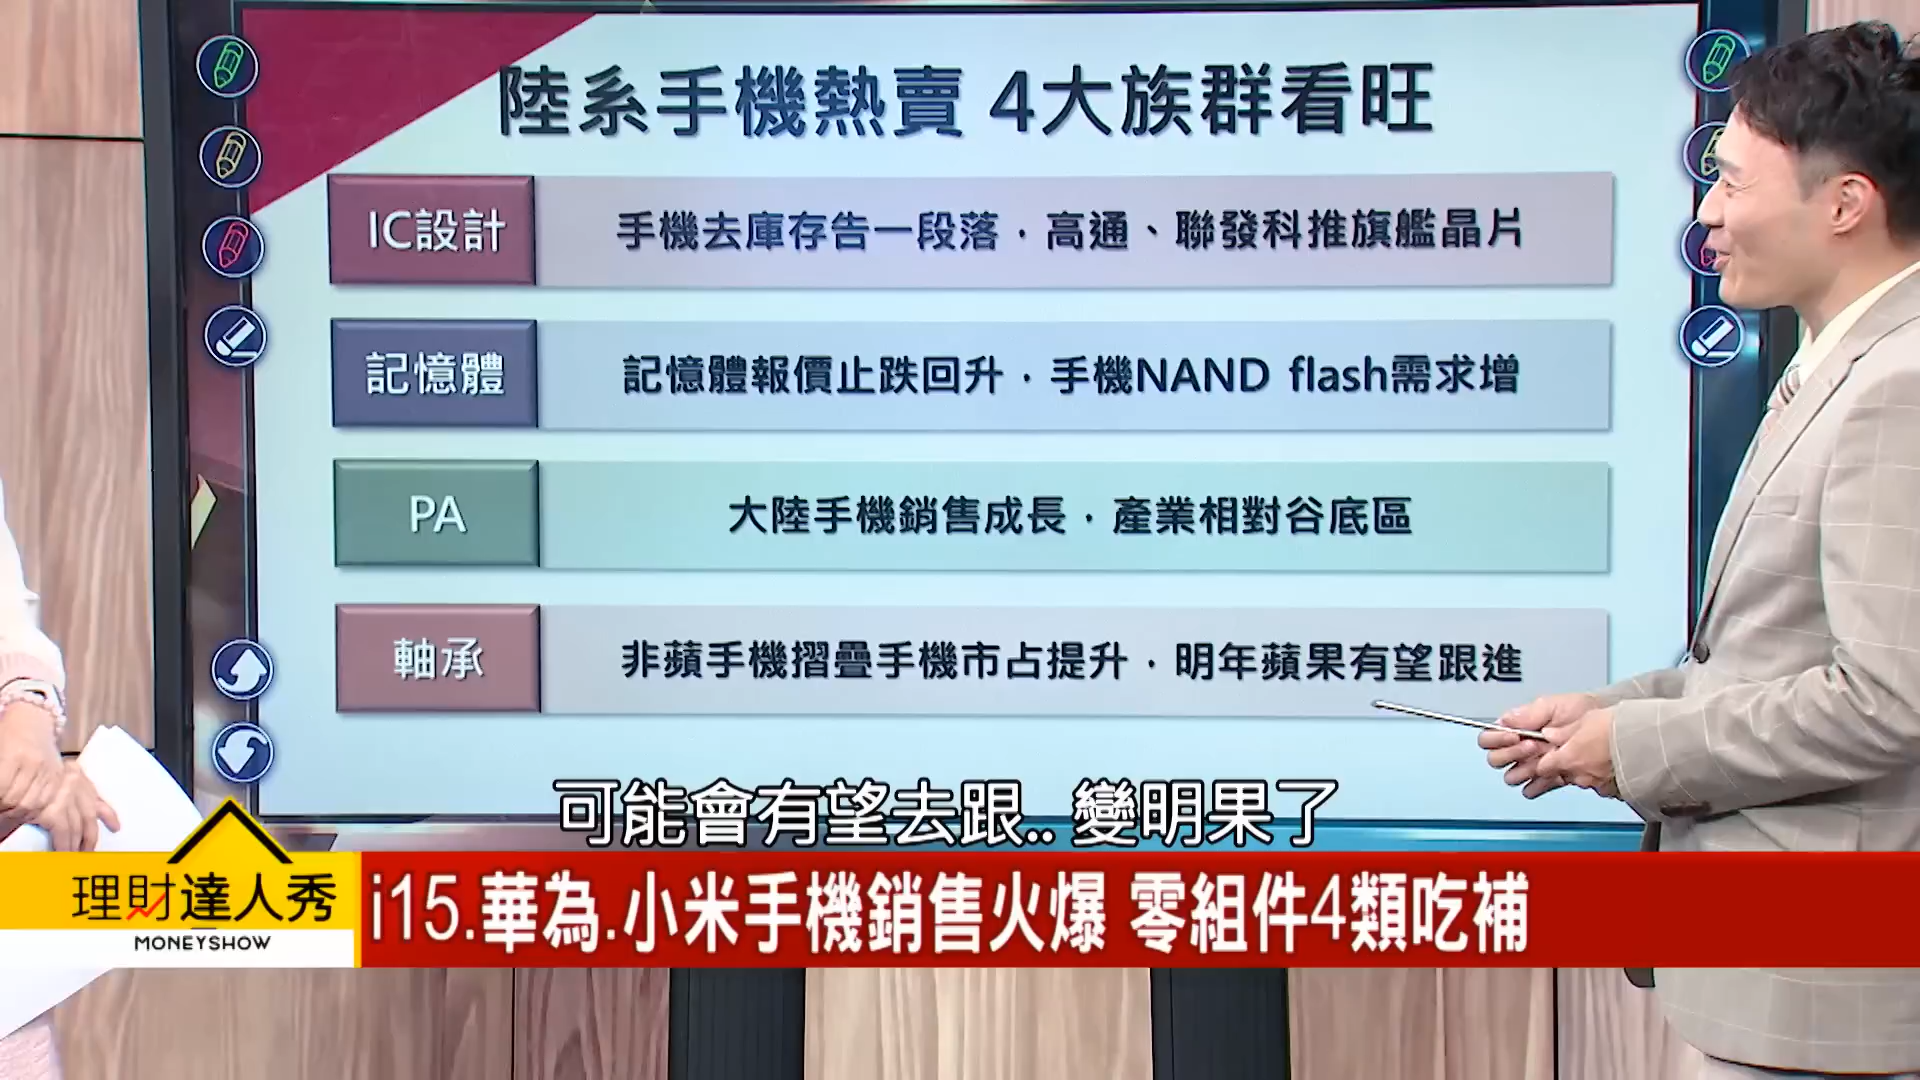 陸系手機熱賣 4大族群看旺
IC設計 手機去庫存告一段落，高通、聯發科推旗艦晶片
記憶體 記憶體報價止跌回升，手機NAND flash需求增
PA 大陸手機銷售成長，產業相對谷底區
軸承 非蘋手機摺疊手機市占提升，明年蘋果有望跟進
可能會有望去跟.. 變明果了
理財達人秀
MONEYSHOW
i15.華為.小米手機銷售火爆 零組件4類吃補